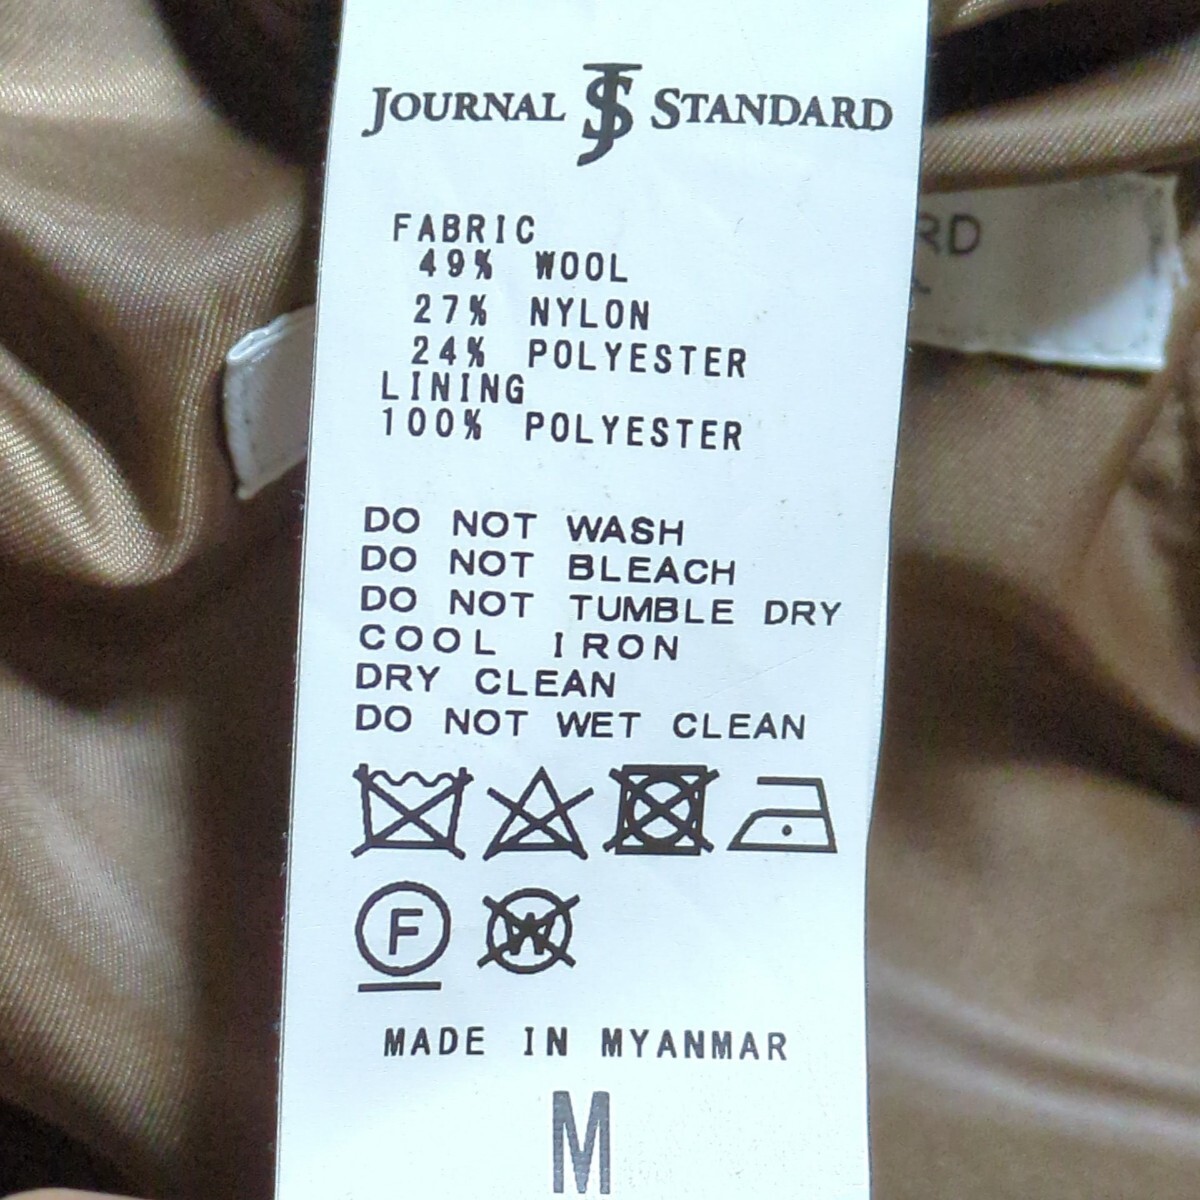 JOURNAL JS STANDARD
FABRIC
49% WOOL
27% NYLON
24% POLYESTER
LINING
100% POLYESTER
DO NOT WASH
DO NOT BLEACH
DO NOT TUMBLE DRY
COOL IRON
DRY CLEAN
DO NOT WET CLEAN
F W
MADE IN MYANMAR
M
RD